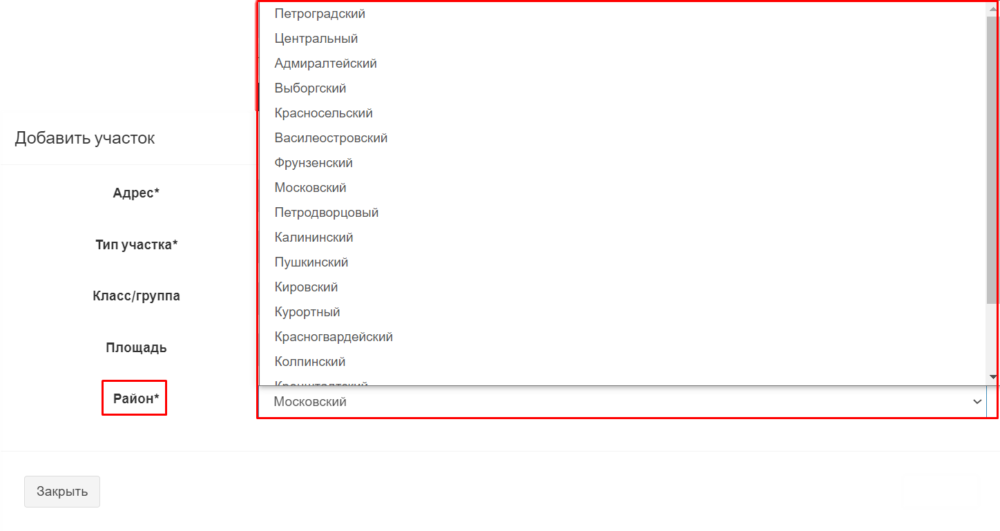 Петроградский
Центральный
Адмиралтейский
Выборгский
Красносельский
Василеостровский
Фрунзенский
Московский
Петродворцовый
Калининский
Пушкинский
Кировский
Курортный
Красногвардейский
Колпинский
Кронштадтский
Добавить участок
Адрес*
Тип участка*
Класс/группа
Площадь
Район*
Московский
Закрыть